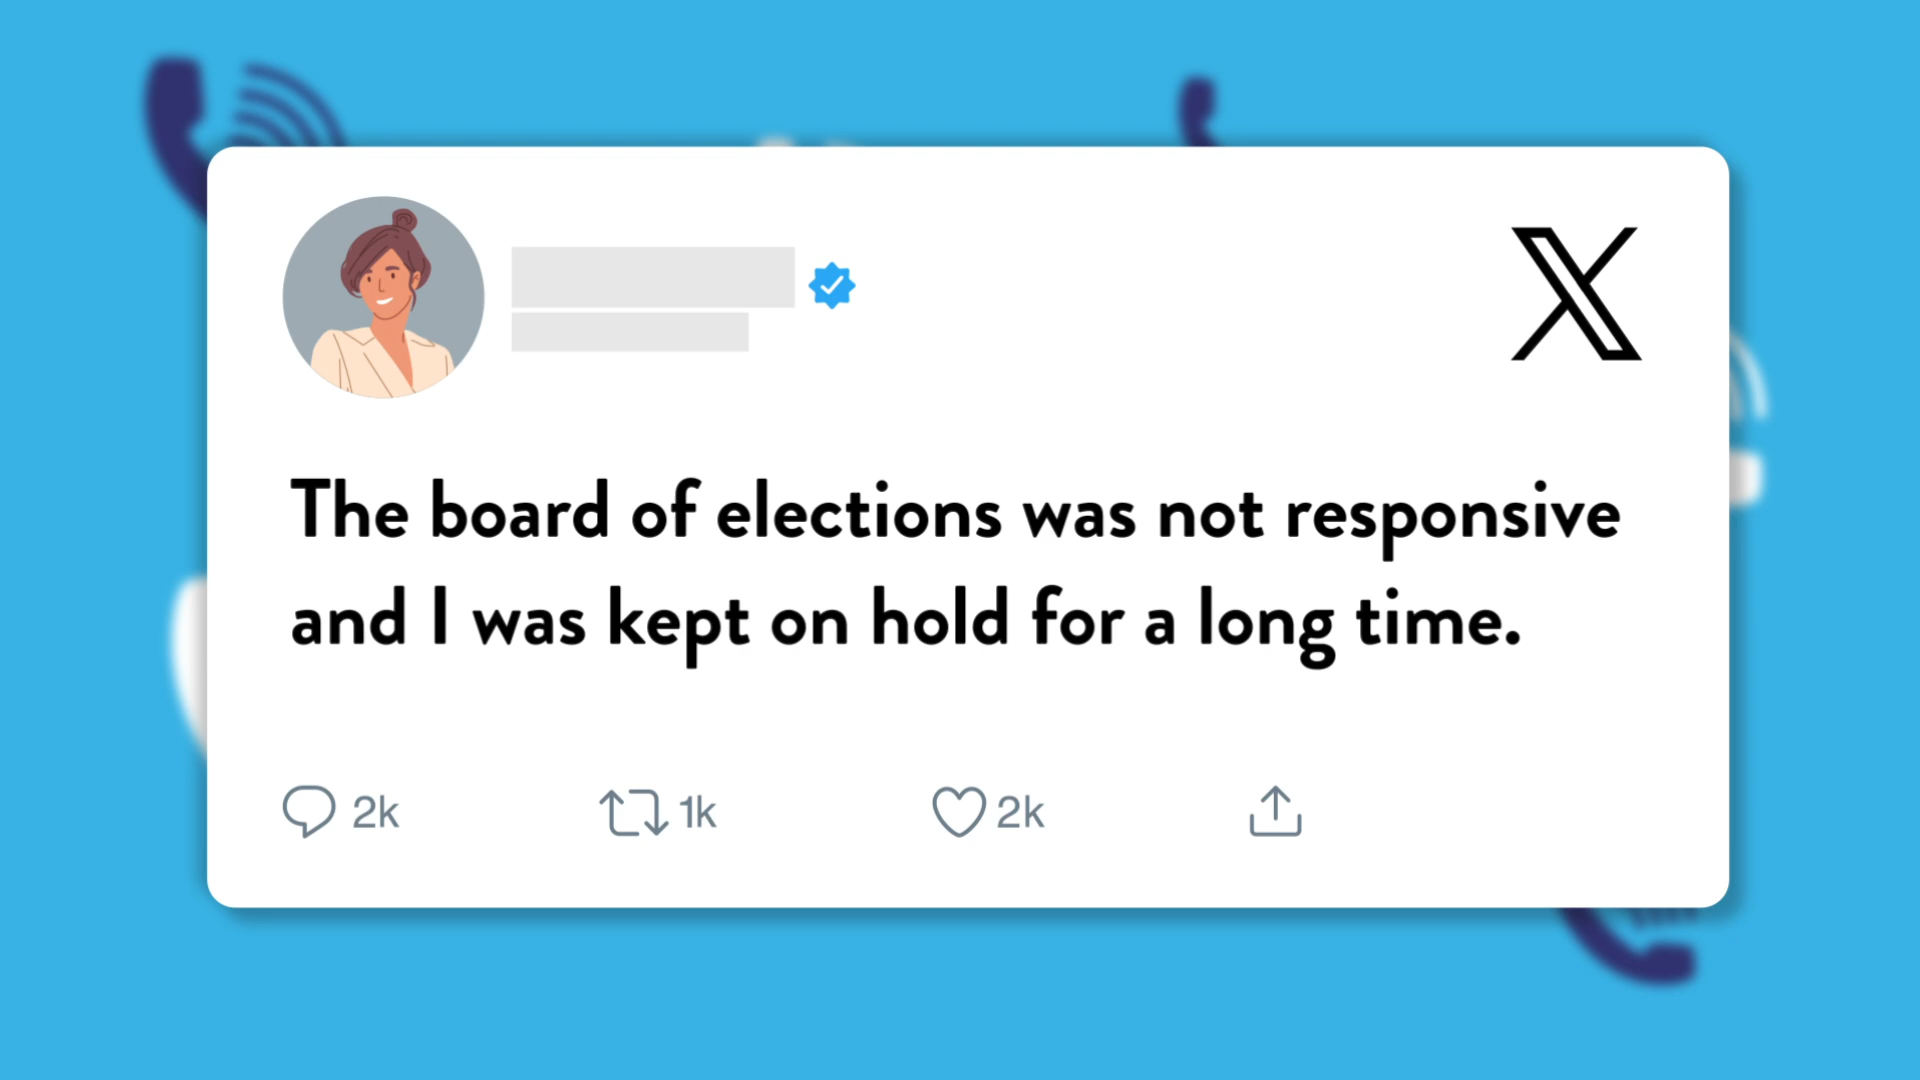 The board of elections was not responsive
and I was kept on hold for a long time.
2k 1k 2k